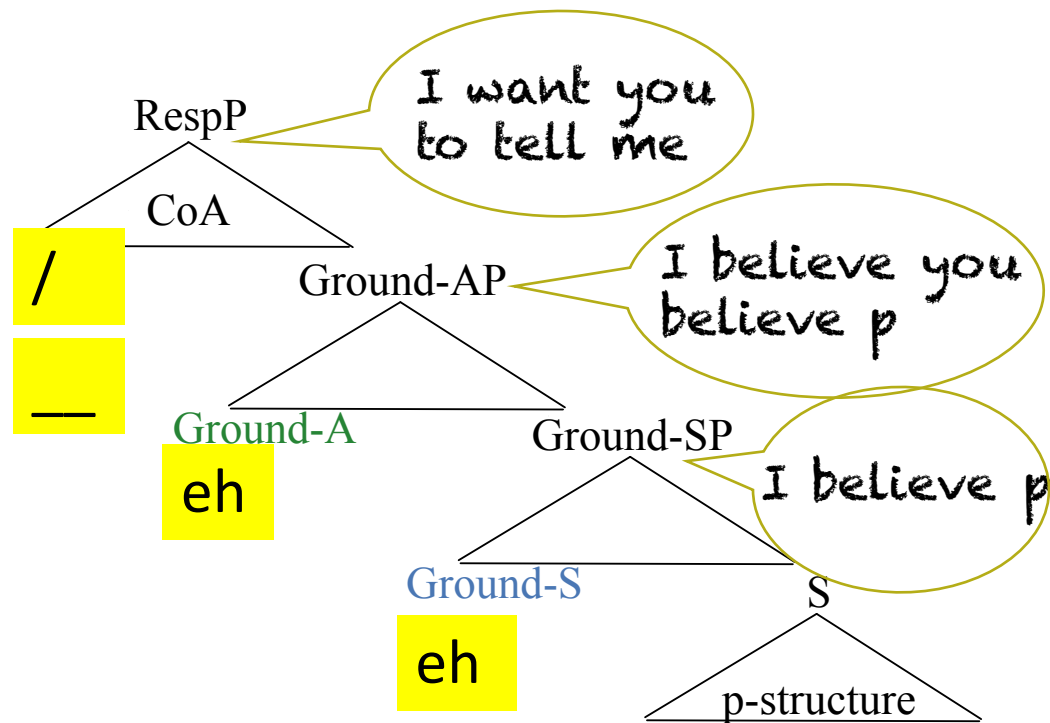 I want you
to tell me
RespP
CoA
/
I believe you
believe p
Ground-AP
__
Ground-A
eh
Ground-SP
I believe p
Ground-S
eh
S
p-structure